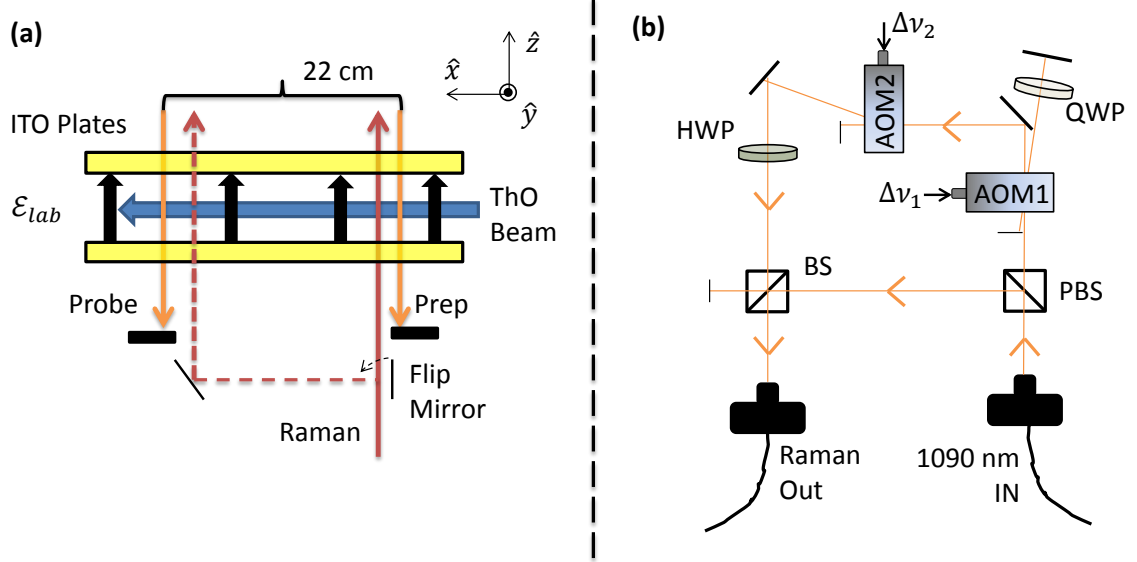 (a)
22 cm
ẑ
x̂
ŷ
ITO Plates
ℰ_lab
ThO
Beam
Probe
Prep
Flip
Mirror
Raman
(b)
Δν₂
AOM2
QWP
HWP
Δν₁
AOM1
BS
PBS
Raman
Out
1090 nm
IN